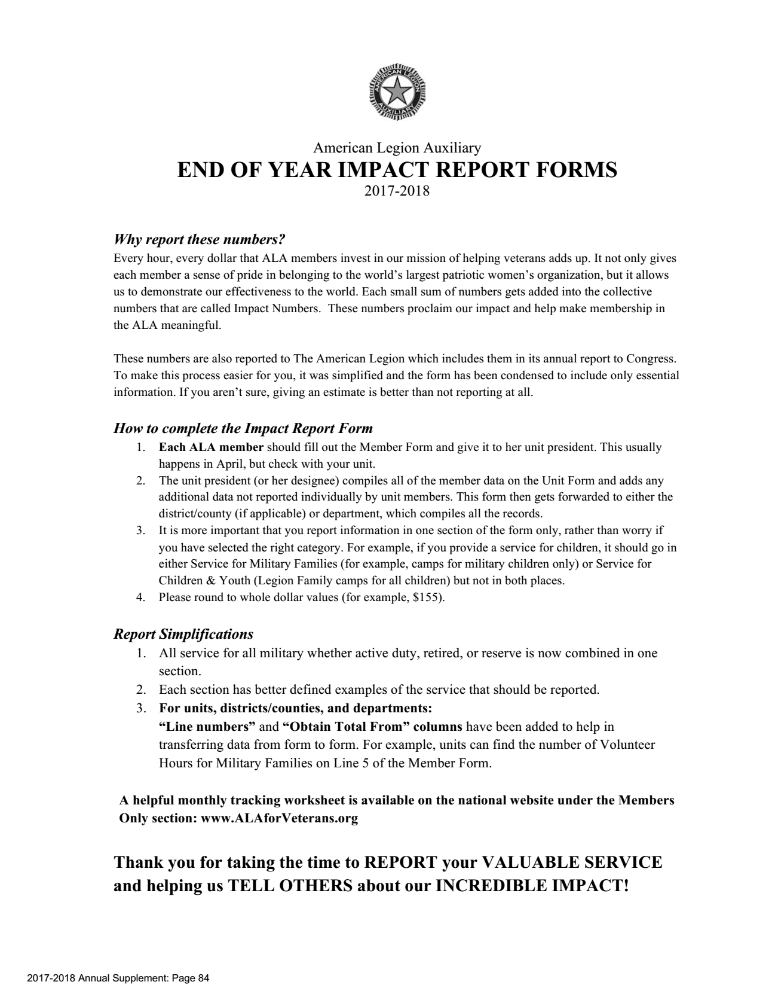 AMERICAN LEGION
AUXILIARY
American Legion Auxiliary
END OF YEAR IMPACT REPORT FORMS
2017-2018
Why report these numbers?
Every hour, every dollar that ALA members invest in our mission of helping veterans adds up. It not only gives
each member a sense of pride in belonging to the world’s largest patriotic women’s organization, but it allows
us to demonstrate our effectiveness to the world. Each small sum of numbers gets added into the collective
numbers that are called Impact Numbers.  These numbers proclaim our impact and help make membership in
the ALA meaningful.
These numbers are also reported to The American Legion which includes them in its annual report to Congress.
To make this process easier for you, it was simplified and the form has been condensed to include only essential
information. If you aren’t sure, giving an estimate is better than not reporting at all.
How to complete the Impact Report Form
1. Each ALA member should fill out the Member Form and give it to her unit president. This usually
happens in April, but check with your unit.
2. The unit president (or her designee) compiles all of the member data on the Unit Form and adds any
additional data not reported individually by unit members. This form then gets forwarded to either the
district/county (if applicable) or department, which compiles all the records.
3. It is more important that you report information in one section of the form only, rather than worry if
you have selected the right category. For example, if you provide a service for children, it should go in
either Service for Military Families (for example, camps for military children only) or Service for
Children & Youth (Legion Family camps for all children) but not in both places.
4. Please round to whole dollar values (for example, $155).
Report Simplifications
1. All service for all military whether active duty, retired, or reserve is now combined in one
section.
2. Each section has better defined examples of the service that should be reported.
3. For units, districts/counties, and departments:
“Line numbers” and “Obtain Total From” columns have been added to help in
transferring data from form to form. For example, units can find the number of Volunteer
Hours for Military Families on Line 5 of the Member Form.
A helpful monthly tracking worksheet is available on the national website under the Members
Only section: www.ALAforVeterans.org
Thank you for taking the time to REPORT your VALUABLE SERVICE
and helping us TELL OTHERS about our INCREDIBLE IMPACT!
2017-2018 Annual Supplement: Page 84